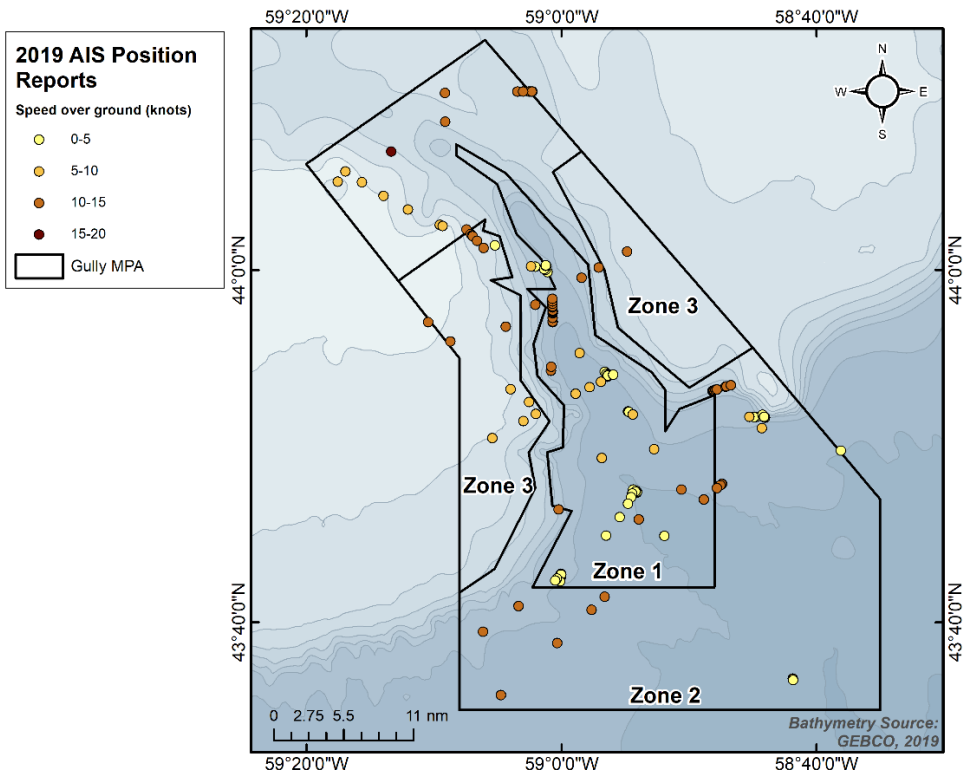 2019 AIS Position
Reports
Speed over ground (knots)
0-5
5-10
10-15
15-20
Gully MPA
59°20'0"W 59°0'0"W 58°40'0"W
N
W E
S
44°0'0"N 44°0'0"N
Zone 3
Zone 3
Zone 1
43°40'0"N 43°40'0"N
Zone 2
0 2.75 5.5 11 nm
Bathymetry Source:
GEBCO, 2019
59°20'0"W 59°0'0"W 58°40'0"W